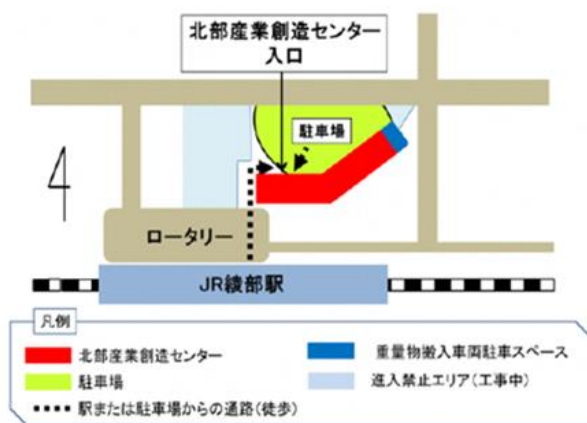 北部産業創造センター
入口
駐車場
ロータリー
JR綾部駅
凡例
北部産業創造センター
重量物搬入車両駐車スペース
駐車場
進入禁止エリア(工事中)
駅または駐車場からの通路(徒歩)